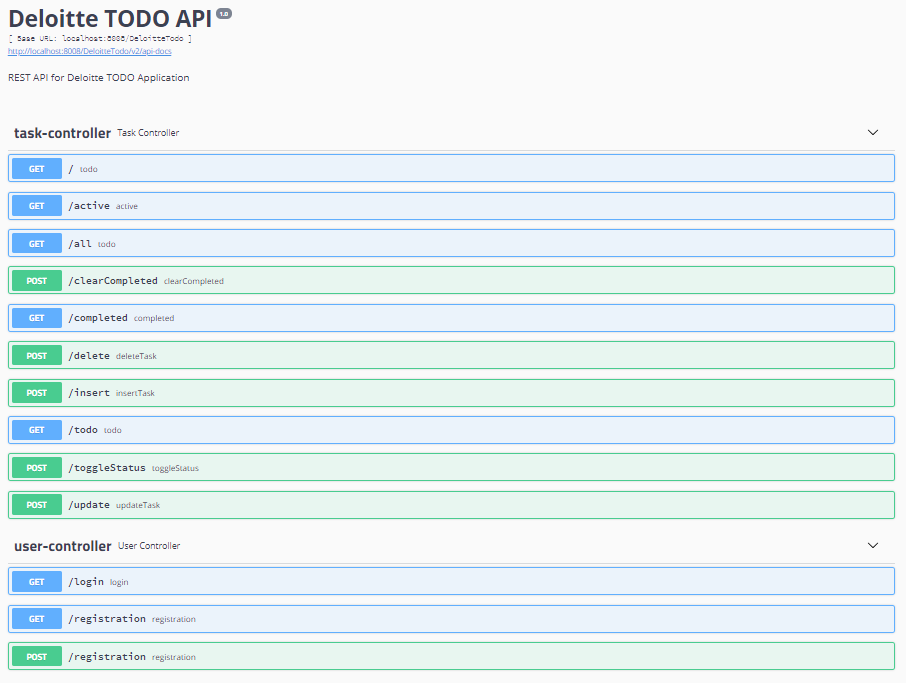 Deloitte TODO API 1.0
[ Base URL: localhost:8008/DeloitteTodo ]
http://localhost:8008/DeloitteTodo/v2/api-docs
REST API for Deloitte TODO Application
task-controller Task Controller
GET / todo
GET /active active
GET /all todo
POST /clearCompleted clearCompleted
GET /completed completed
POST /delete deleteTask
POST /insert insertTask
GET /todo todo
POST /toggleStatus toggleStatus
POST /update updateTask
user-controller User Controller
GET /login login
GET /registration registration
POST /registration registration